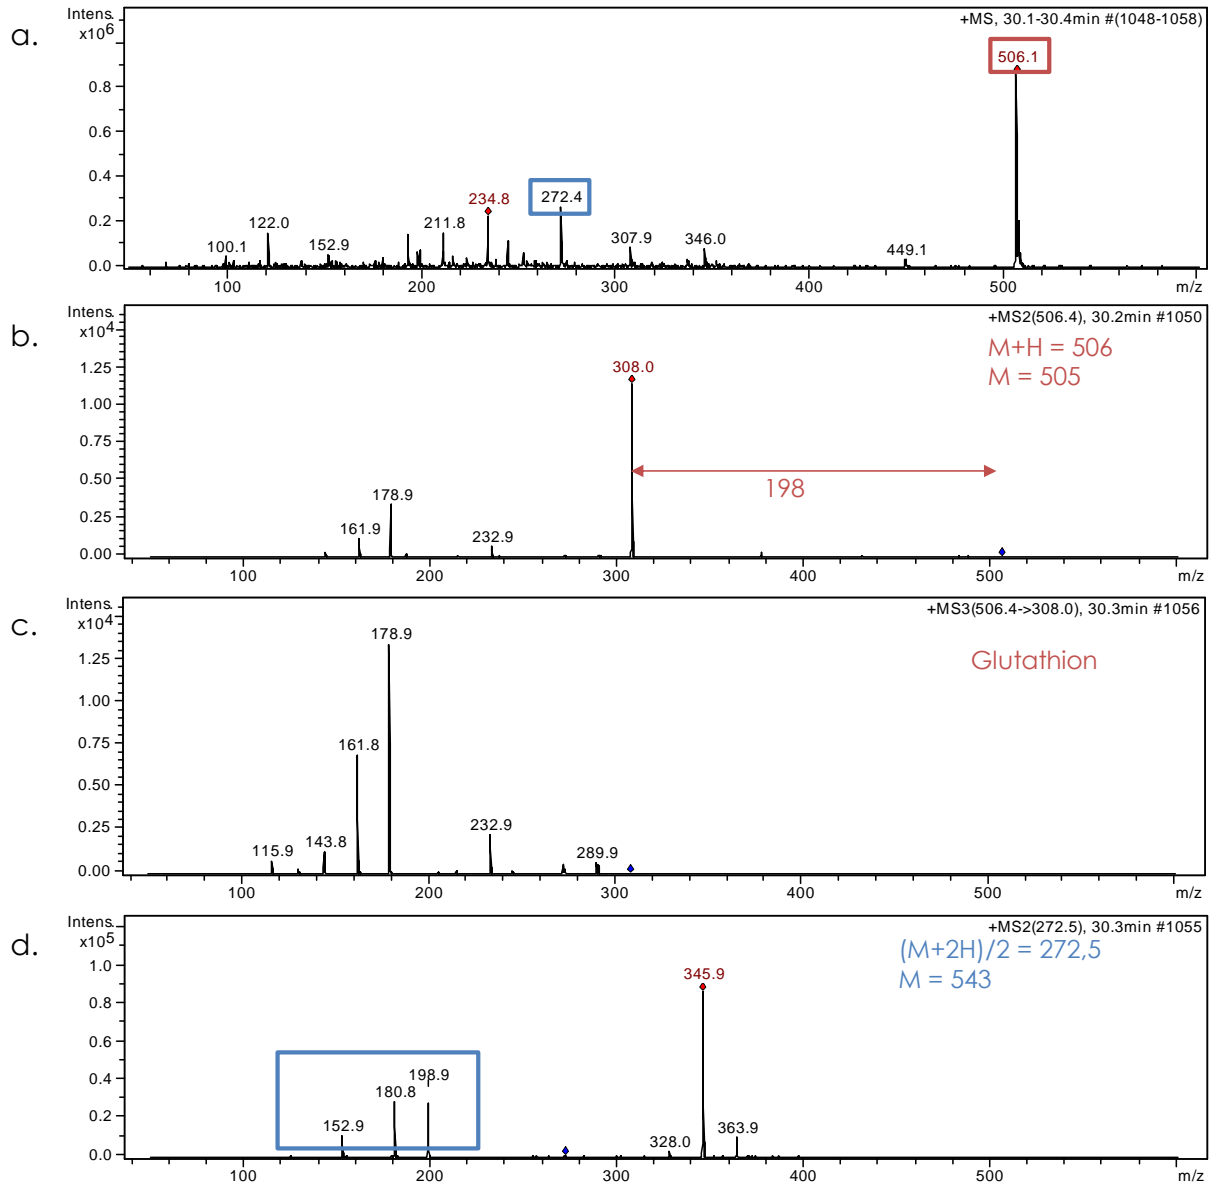 a.
Intens.
x10⁶
+MS, 30.1-30.4min #(1048-1058)
506.1
0.8
0.6
0.4
0.2
0.0
272.4
234.8
122.0
211.8
100.1
152.9
307.9
346.0
449.1
100
200
300
400
500
m/z
b.
Intens.
x10⁴
+MS2(506.4), 30.2min #1050
M+H = 506
M = 505
308.0
1.25
1.00
0.75
0.50
0.25
0.00
198
178.9
161.9
232.9
100
200
300
400
500
m/z
c.
Intens.
x10⁴
+MS3(506.4->308.0), 30.3min #1056
Glutathion
178.9
1.25
1.00
0.75
0.50
0.25
0.00
161.8
232.9
115.9
143.8
289.9
100
200
300
400
500
m/z
d.
Intens.
x10⁵
+MS2(272.5), 30.3min #1055
(M+2H)/2 = 272,5
M = 543
345.9
1.0
0.8
0.6
0.4
0.2
0.0
198.9
180.8
152.9
328.0
363.9
100
200
300
400
500
m/z